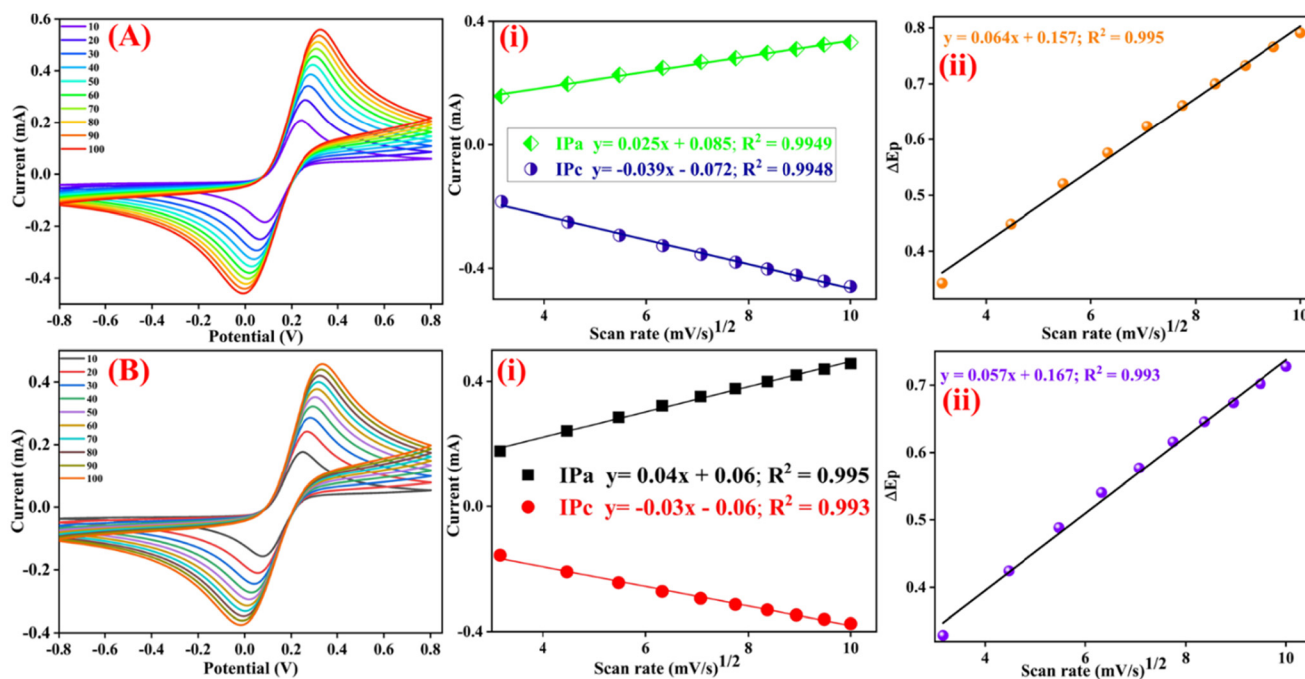 (A)
10
20
30
40
50
60
70
80
90
100
0.6
0.4
0.2
0.0
-0.2
-0.4
Current (mA)
-0.8 -0.6 -0.4 -0.2 0.0 0.2 0.4 0.6 0.8
Potential (V)
(i)
0.4
0.0
-0.4
Current (mA)
IPa y= 0.025x + 0.085; R² = 0.9949
IPc y= -0.039x - 0.072; R² = 0.9948
4 6 8 10
Scan rate (mV/s)^1/2
y = 0.064x + 0.157; R² = 0.995
(ii)
0.8
0.7
0.6
0.5
0.4
ΔEp
4 6 8 10
Scan rate (mV/s)^1/2
(B)
10
20
30
40
50
60
70
80
90
100
0.4
0.2
0.0
-0.2
-0.4
Current (mA)
-0.8 -0.6 -0.4 -0.2 0.0 0.2 0.4 0.6 0.8
Potential (V)
(i)
0.4
0.0
-0.4
Current (mA)
IPa y= 0.04x + 0.06; R² = 0.995
IPc y= -0.03x - 0.06; R² = 0.993
4 6 8 10
Scan rate (mV/s)^1/2
y = 0.057x + 0.167; R² = 0.993
(ii)
0.7
0.6
0.5
0.4
ΔEp
4 6 8 10
Scan rate (mV/s)^1/2